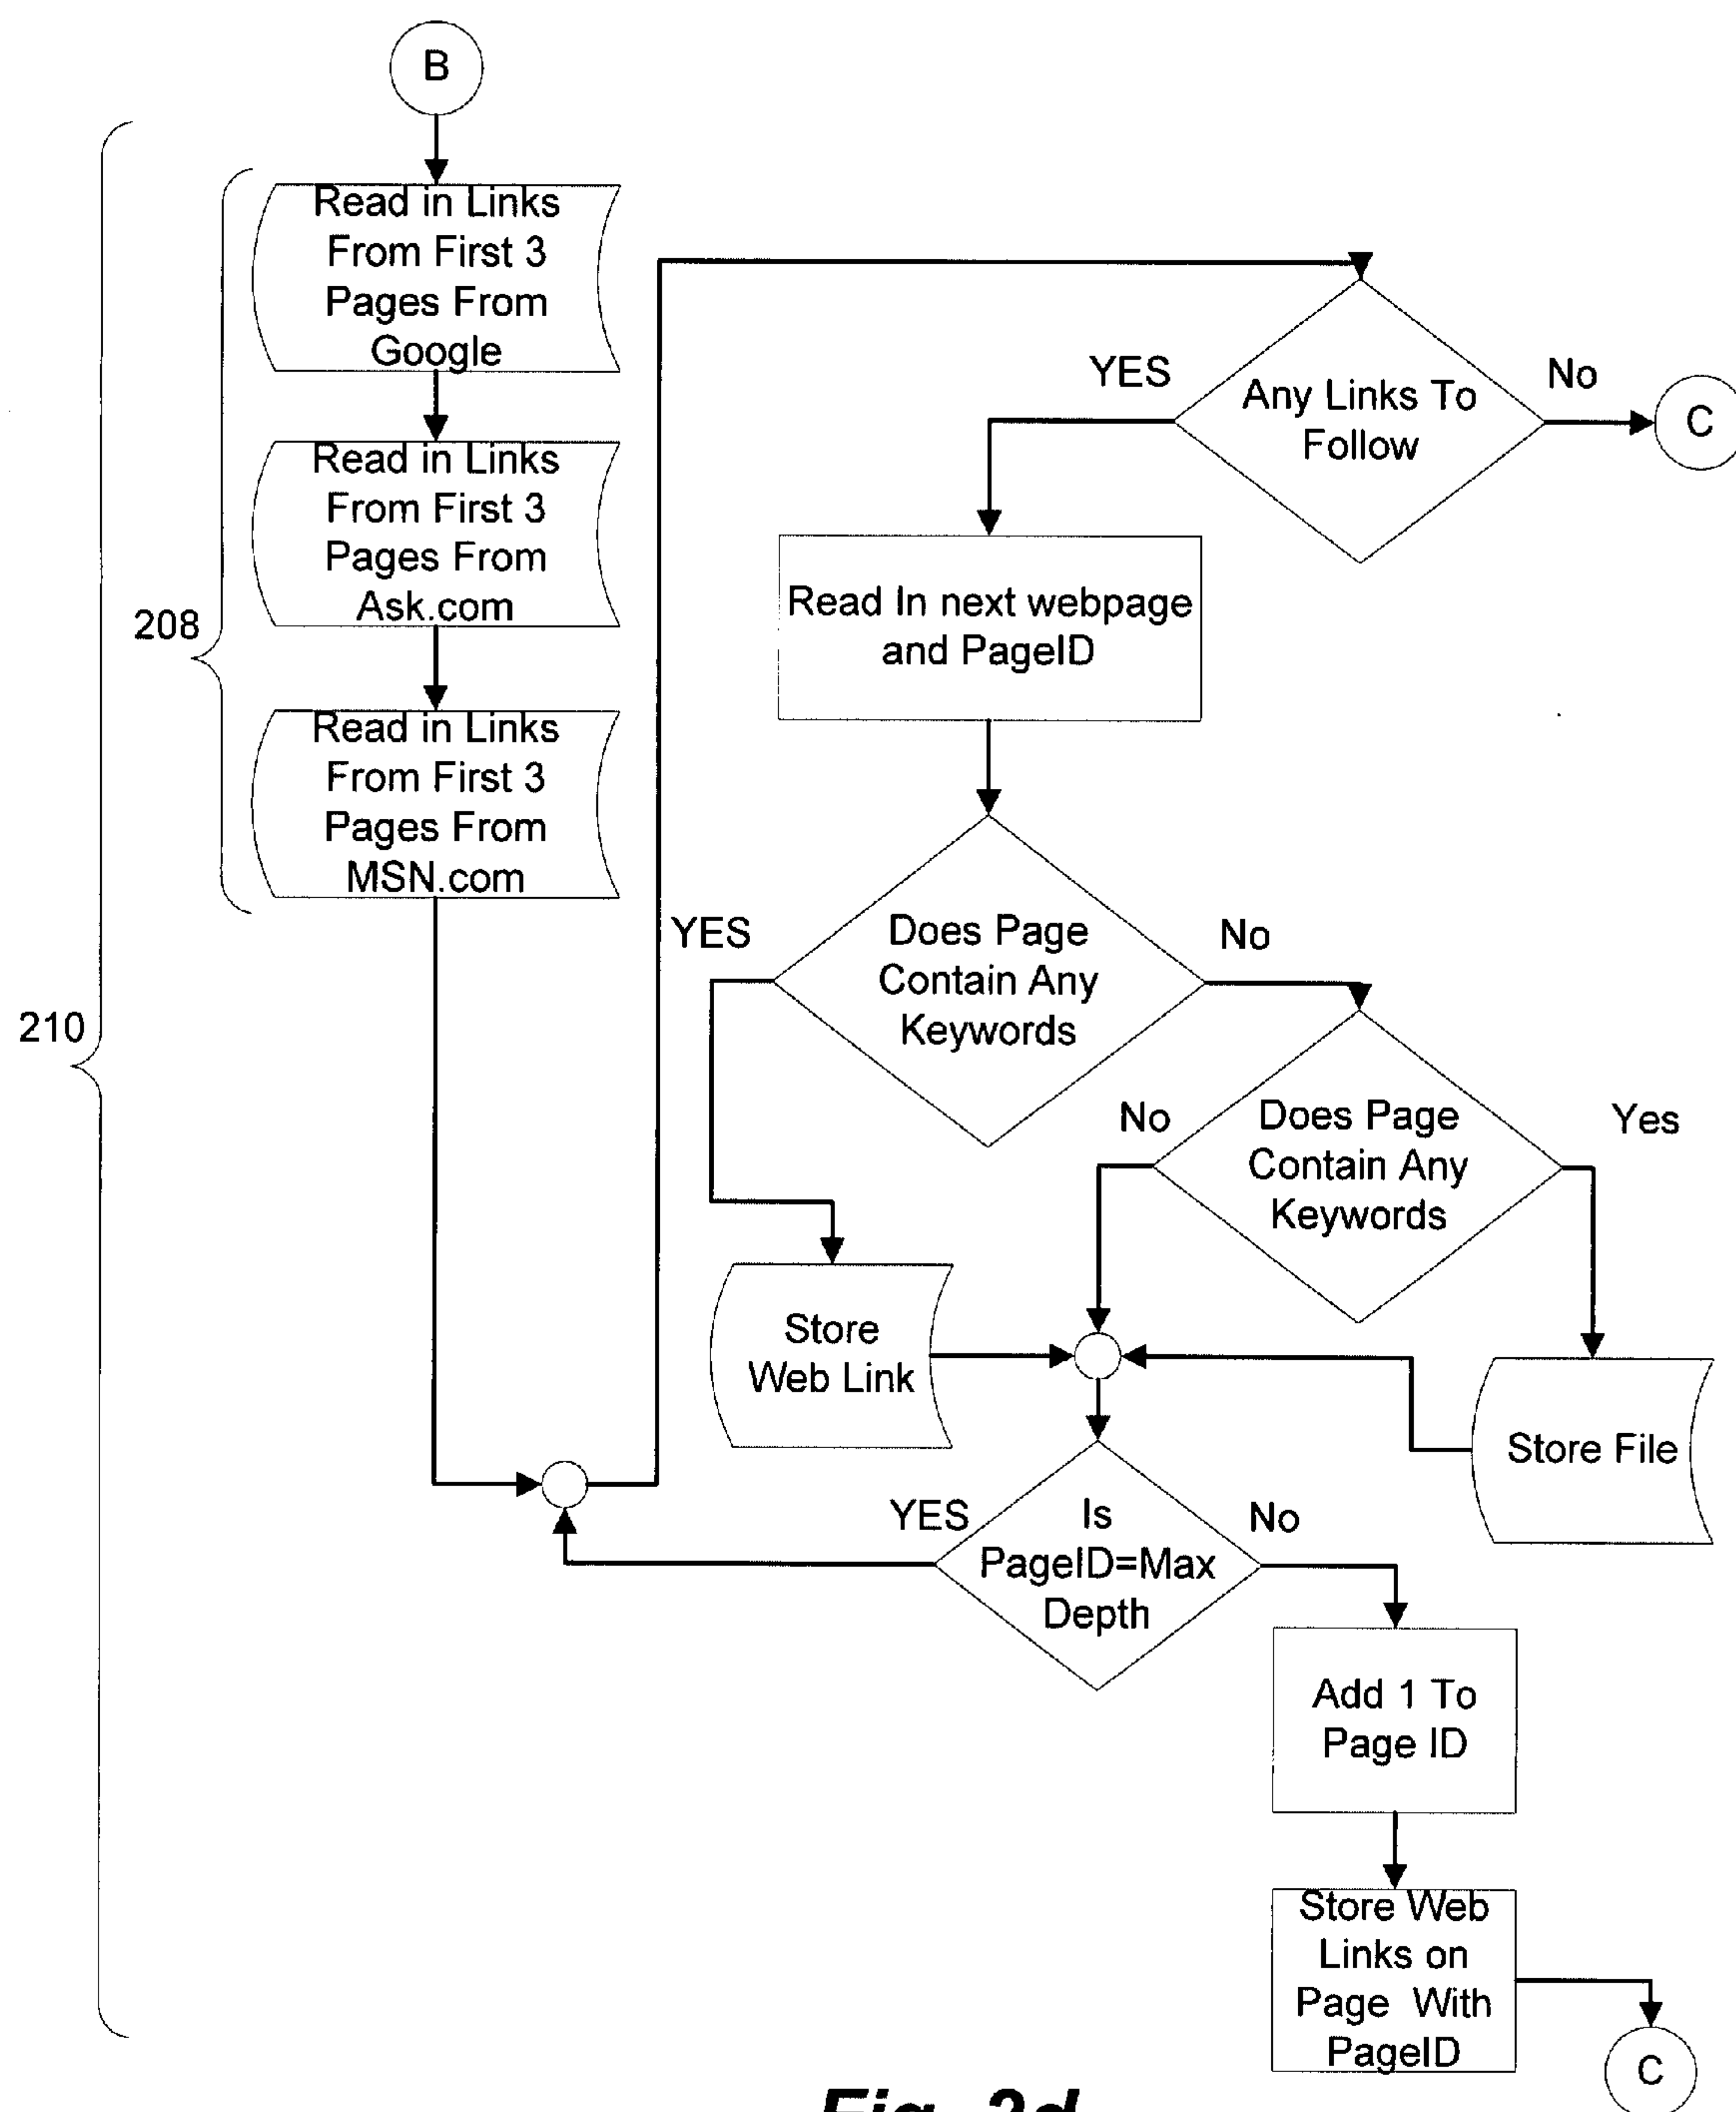 B
Read in Links
From First 3
Pages From
Google
Read in Links
From First 3
Pages From
Ask.com
208
Read in Links
From First 3
Pages From
MSN.com
210
Any Links To
Follow
YES
No
C
Read In next webpage
and PageID
Does Page
Contain Any
Keywords
YES
No
Does Page
Contain Any
Keywords
No
Yes
Store
Web Link
Store File
Is
PageID=Max
Depth
YES
No
Add 1 To
Page ID
Store Web
Links on
Page With
PageID
C